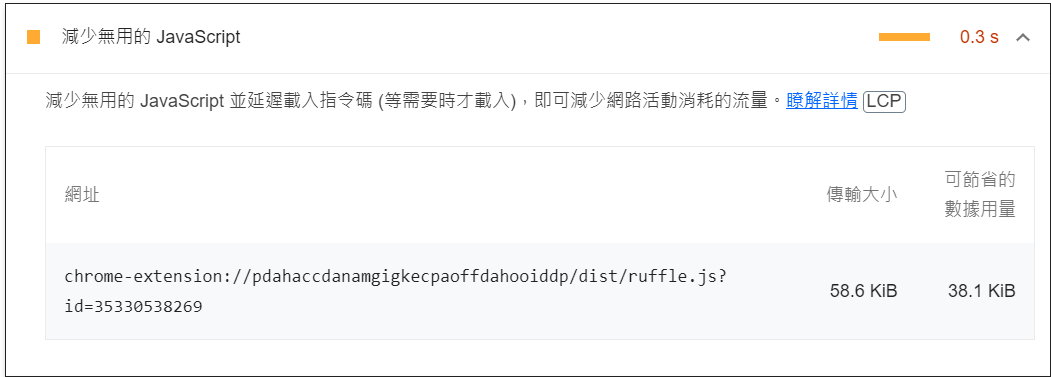 減少無用的 JavaScript 0.3 s
減少無用的 JavaScript 並延遲載入指令碼 (等需要時才載入)，即可減少網路活動消耗的流量。瞭解詳情 LCP
網址 傳輸大小 可節省的
數據用量
chrome-extension://pdahaccdanamgigkecpaoffdahooiddp/dist/ruffle.js?
id=35330538269 58.6 KiB 38.1 KiB